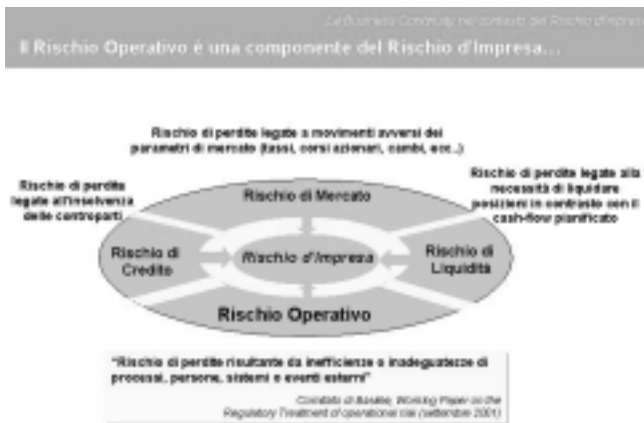 La Business Continuity nel contesto del Rischio d'Impresa
Il Rischio Operativo è una componente del Rischio d'Impresa...
Rischio di perdite legate a movimenti avversi dei
parametri di mercato (tassi, corsi azionari, cambi, ecc..)
Rischio di perdite
legate all'insolvenza
delle controparti
Rischio di perdite legate alla
necessità di liquidare
posizioni in contrasto con il
cash-flow pianificato
Rischio di Mercato
Rischio di
Credito
Rischio d'Impresa
Rischio di
Liquidità
Rischio Operativo
"Rischio di perdite risultante da inefficienze o inadeguatezze di
processi, persone, sistemi o eventi esterni"
Comitato di Basilea, Working Paper on the
Regulatory Treatment of operational risk (settembre 2001)